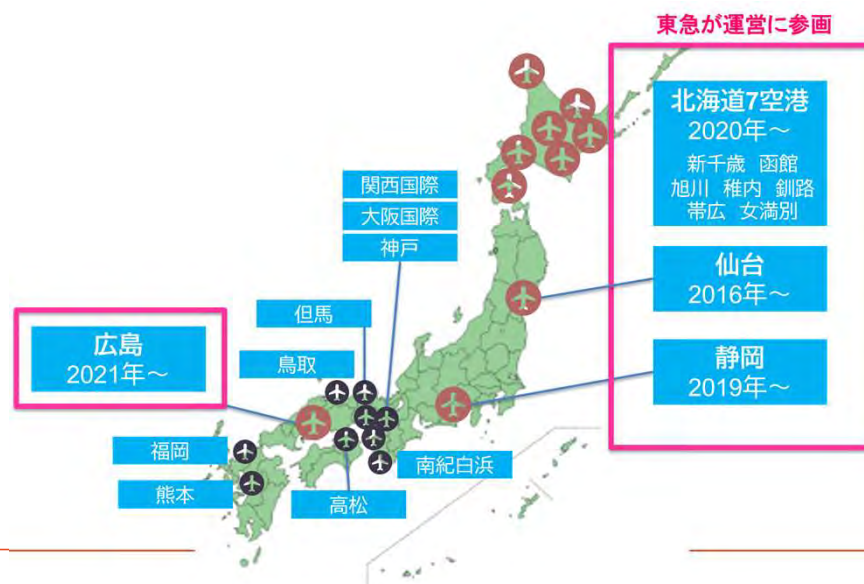 東急が運営に参画
北海道7空港
2020年～
新千歳 函館
旭川 稚内 釧路
帯広 女満別
関西国際
大阪国際
神戸
仙台
2016年～
但馬
広島
2021年～
鳥取
静岡
2019年～
福岡
南紀白浜
熊本
高松